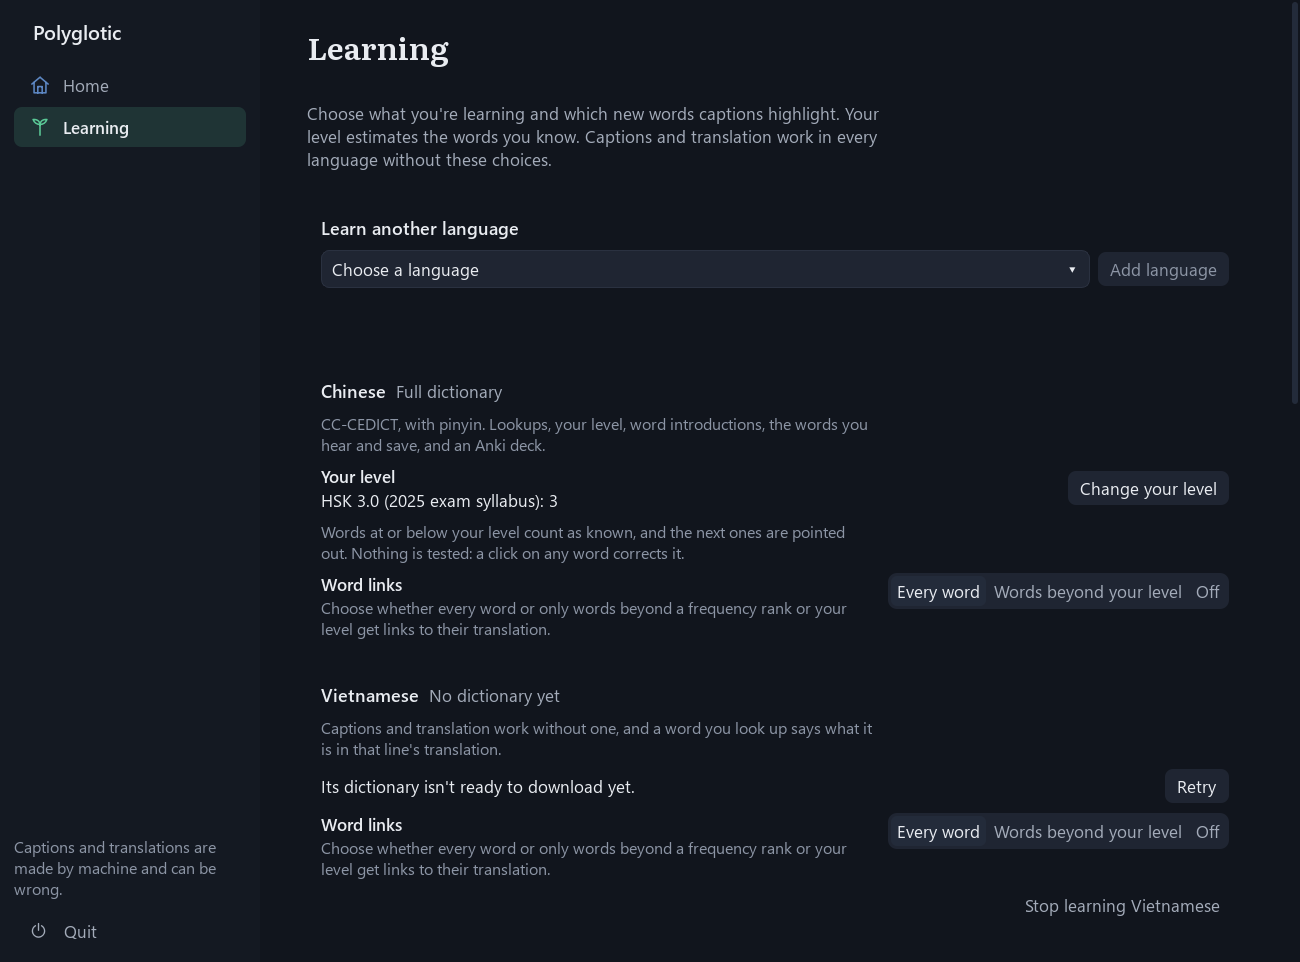 Polyglotic
Home
Learning
Captions and translations are
made by machine and can be
wrong.
Quit
Learning
Choose what you're learning and which new words captions highlight. Your
level estimates the words you know. Captions and translation work in every
language without these choices.
Learn another language
Choose a language
Add language
Chinese Full dictionary
CC-CEDICT, with pinyin. Lookups, your level, word introductions, the words you
hear and save, and an Anki deck.
Your level
HSK 3.0 (2025 exam syllabus): 3
Change your level
Words at or below your level count as known, and the next ones are pointed
out. Nothing is tested: a click on any word corrects it.
Word links
Every word Words beyond your level Off
Choose whether every word or only words beyond a frequency rank or your
level get links to their translation.
Vietnamese No dictionary yet
Captions and translation work without one, and a word you look up says what it
is in that line's translation.
Its dictionary isn't ready to download yet.
Retry
Word links
Every word Words beyond your level Off
Choose whether every word or only words beyond a frequency rank or your
level get links to their translation.
Stop learning Vietnamese